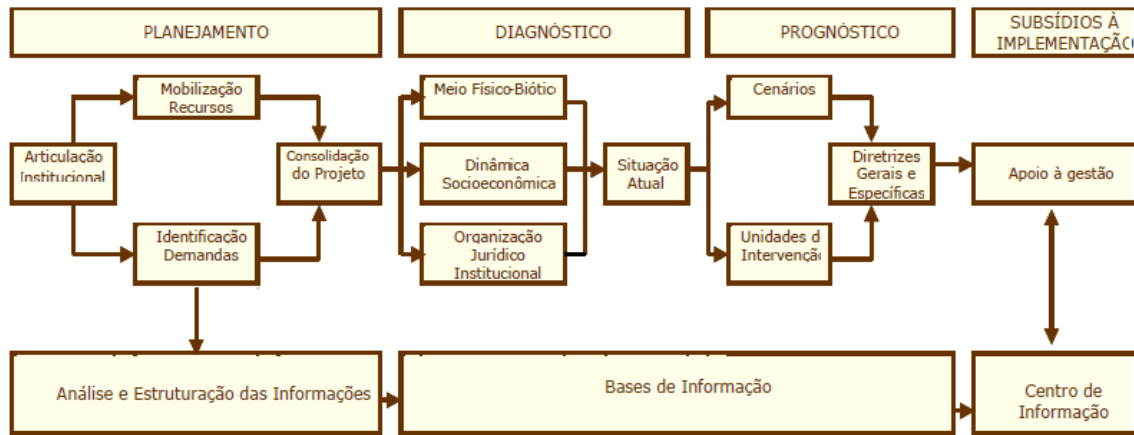 PLANEJAMENTO
DIAGNÓSTICO
PROGNÓSTICO
SUBSÍDIOS À
IMPLEMENTAÇÃO
Mobilização
Recursos
Articulação
Institucional
Consolidação
do Projeto
Identificação
Demandas
Meio Físico-Biótico
Dinâmica
Socioeconômica
Organização
Jurídico
Institucional
Situação
Atual
Cenários
Unidades d
Intervenção
Diretrizes
Gerais e
Específicas
Apoio à gestão
Análise e Estruturação das Informações
Bases de Informação
Centro de
Informação